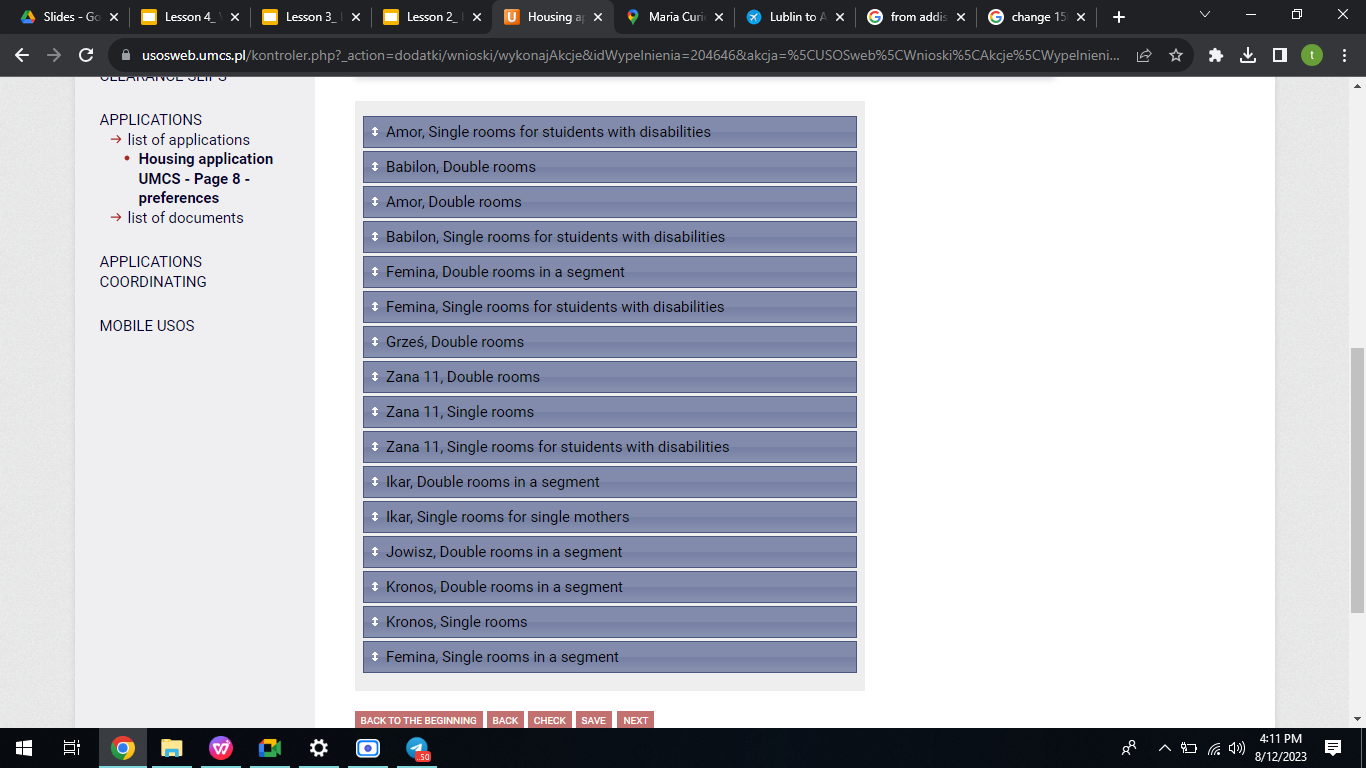 Slides - Go
Lesson 4_
Lesson 3_
Lesson 2_
Housing ap
Maria Curi
Lublin to A
from addis
change 15
usosweb.umcs.pl/kontroler.php?_action=dodatki/wnioski/wykonajAkcje&idWypelnienia=204646&akcja=%5CUSOSweb%5CWnioski%5CAkcje%5CWypelnieni...
t
CLEARANCE SLIPS
APPLICATIONS
list of applications
Housing application
UMCS - Page 8 -
preferences
list of documents
APPLICATIONS
COORDINATING
MOBILE USOS
Amor, Single rooms for stuidents with disabilities
Babilon, Double rooms
Amor, Double rooms
Babilon, Single rooms for stuidents with disabilities
Femina, Double rooms in a segment
Femina, Single rooms for stuidents with disabilities
Grześ, Double rooms
Zana 11, Double rooms
Zana 11, Single rooms
Zana 11, Single rooms for stuidents with disabilities
Ikar, Double rooms in a segment
Ikar, Single rooms for single mothers
Jowisz, Double rooms in a segment
Kronos, Double rooms in a segment
Kronos, Single rooms
Femina, Single rooms in a segment
BACK TO THE BEGINNING BACK CHECK SAVE NEXT
4:11 PM
8/12/2023